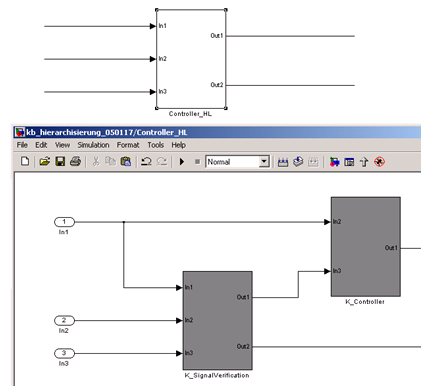 In1
Out1
In2
In3
Out2
Controller_HL
kb_hierarchisierung_050117/Controller_HL
File Edit View Simulation Format Tools Help
Normal
1
In1
In2
Out1
In3
K_Controller
In1
Out1
2
In2
In2
3
In3
In3
Out2
K_SignalVerification